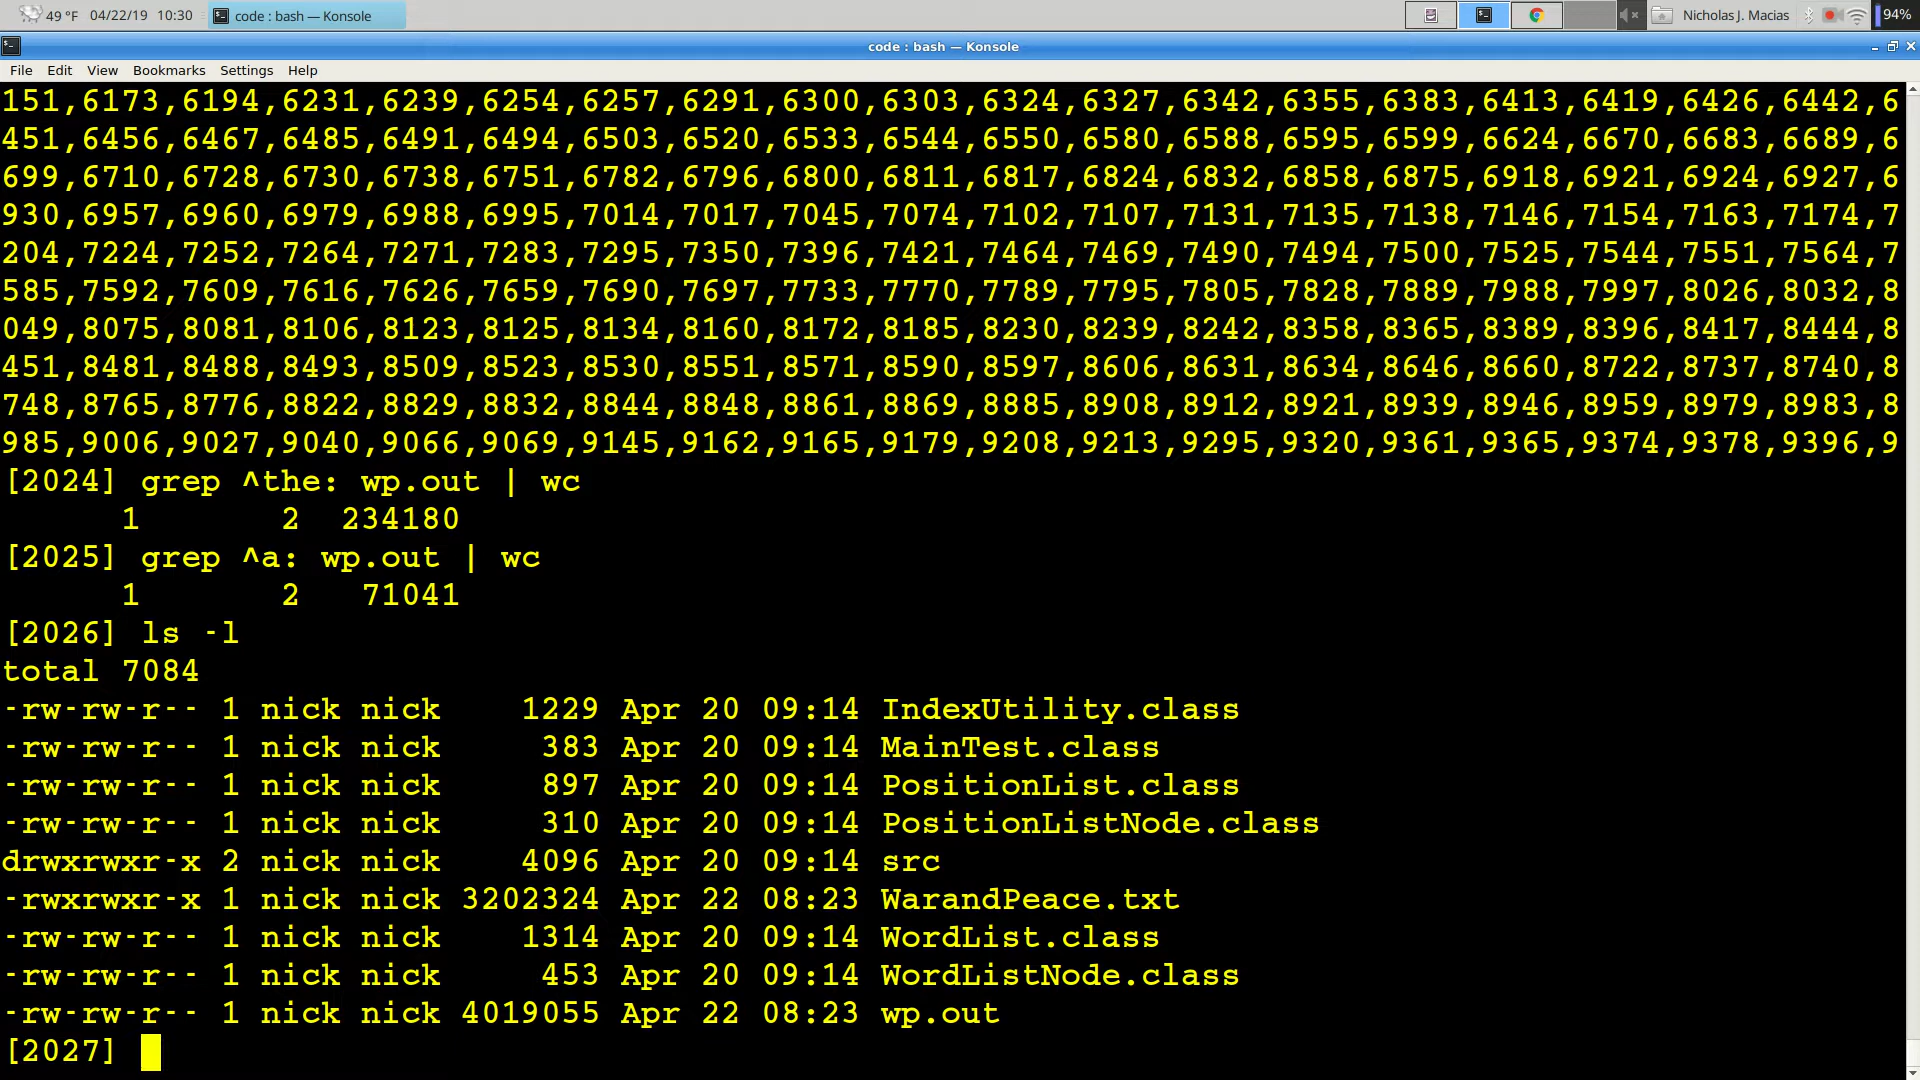 49 °F 04/22/19 10:30 code : bash — Konsole Nicholas J. Macias 94%
code : bash — Konsole
File Edit View Bookmarks Settings Help
151,6173,6194,6231,6239,6254,6257,6291,6300,6303,6324,6327,6342,6355,6383,6413,6419,6426,6442,6
451,6456,6467,6485,6491,6494,6503,6520,6533,6544,6550,6580,6588,6595,6599,6624,6670,6683,6689,6
699,6710,6728,6730,6738,6751,6782,6796,6800,6811,6817,6824,6832,6858,6875,6918,6921,6924,6927,6
930,6957,6960,6979,6988,6995,7014,7017,7045,7074,7102,7107,7131,7135,7138,7146,7154,7163,7174,7
204,7224,7252,7264,7271,7283,7295,7350,7396,7421,7464,7469,7490,7494,7500,7525,7544,7551,7564,7
585,7592,7609,7616,7626,7659,7690,7697,7733,7770,7789,7795,7805,7828,7889,7988,7997,8026,8032,8
049,8075,8081,8106,8123,8125,8134,8160,8172,8185,8230,8239,8242,8358,8365,8389,8396,8417,8444,8
451,8481,8488,8493,8509,8523,8530,8551,8571,8590,8597,8606,8631,8634,8646,8660,8722,8737,8740,8
748,8765,8776,8822,8829,8832,8844,8848,8861,8869,8885,8908,8912,8921,8939,8946,8959,8979,8983,8
985,9006,9027,9040,9066,9069,9145,9162,9165,9179,9208,9213,9295,9320,9361,9365,9374,9378,9396,9
[2024] grep ^the: wp.out | wc
1 2 234180
[2025] grep ^a: wp.out | wc
1 2 71041
[2026] ls -l
total 7084
-rw-rw-r-- 1 nick nick 1229 Apr 20 09:14 IndexUtility.class
-rw-rw-r-- 1 nick nick 383 Apr 20 09:14 MainTest.class
-rw-rw-r-- 1 nick nick 897 Apr 20 09:14 PositionList.class
-rw-rw-r-- 1 nick nick 310 Apr 20 09:14 PositionListNode.class
drwxrwxr-x 2 nick nick 4096 Apr 20 09:14 src
-rwxrwxr-x 1 nick nick 3202324 Apr 22 08:23 WarandPeace.txt
-rw-rw-r-- 1 nick nick 1314 Apr 20 09:14 WordList.class
-rw-rw-r-- 1 nick nick 453 Apr 20 09:14 WordListNode.class
-rw-rw-r-- 1 nick nick 4019055 Apr 22 08:23 wp.out
[2027]